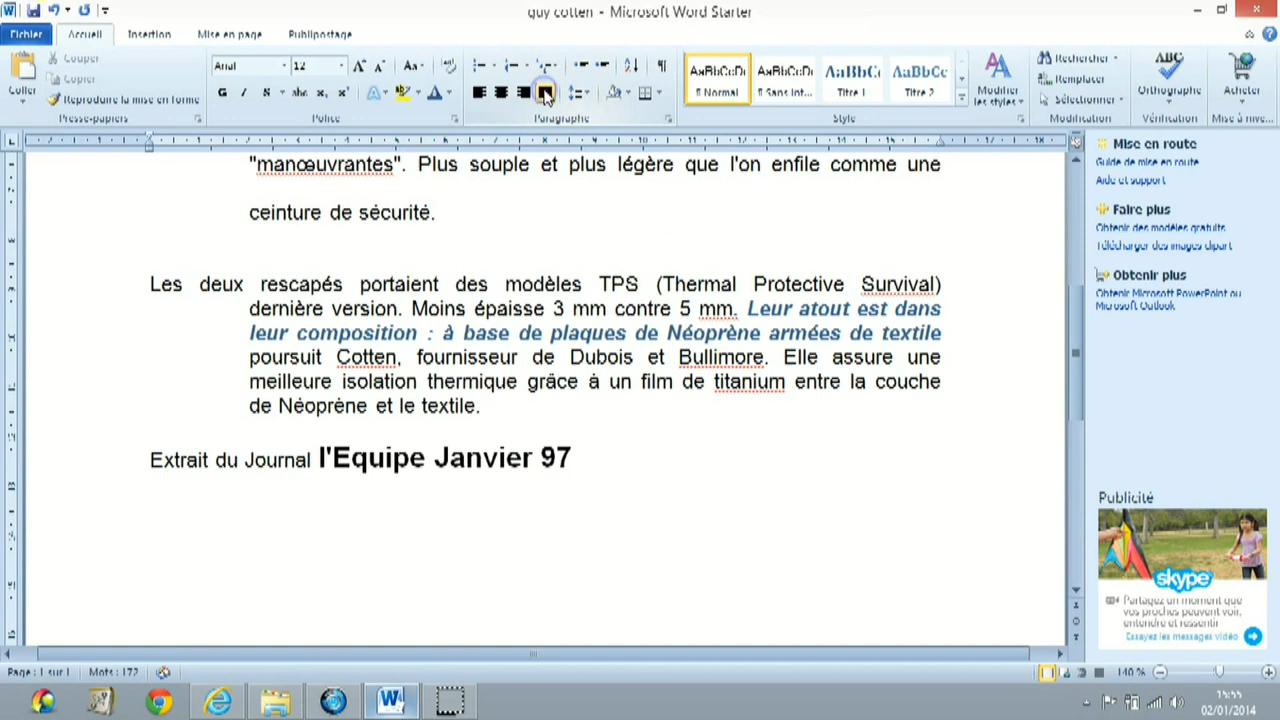 guy cotten - Microsoft Word Starter
Fichier Accueil Insertion Mise en page Publipostage
Couper
Copier
Reproduire la mise en forme
Coller
Presse-papiers
Arial 12
G I S abc x₂ x²
Police
Paragraphe
AaBbCcDc AaBbCcDc AaBbC AaBbCc
¶ Normal ¶ Sans int... Titre 1 Titre 2
Modifier
les styles
Style
Rechercher
Remplacer
Sélectionner
Modification
ABC
Orthographe
Vérification
Acheter
Mise à nive...
"manœuvrantes". Plus souple et plus légère que l'on enfile comme une
ceinture de sécurité.
Les deux rescapés portaient des modèles TPS (Thermal Protective Survival)
dernière version. Moins épaisse 3 mm contre 5 mm. Leur atout est dans
leur composition : à base de plaques de Néoprène armées de textile
poursuit Cotten, fournisseur de Dubois et Bullimore. Elle assure une
meilleure isolation thermique grâce à un film de titanium entre la couche
de Néoprène et le textile.
Extrait du Journal l'Equipe Janvier 97
Mise en route
Guide de mise en route
Aide et support
Faire plus
Obtenir des modèles gratuits
Télécharger des images clipart
Obtenir plus
Obtenir Microsoft PowerPoint ou
Microsoft Outlook
Publicité
skype
Partagez un moment que
vos proches peuvent voir,
entendre et ressentir
Essayez les messages vidéo
Page : 1 sur 1 Mots : 172
140 %
15:55
02/01/2014